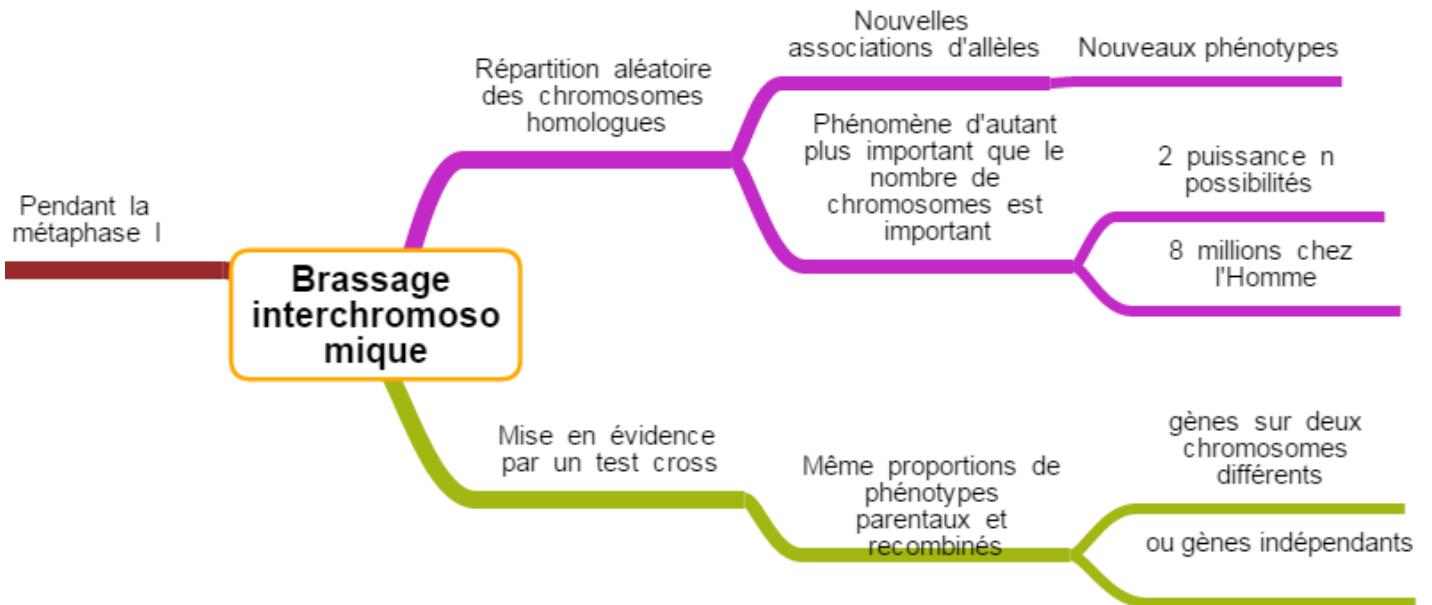 Pendant la
métaphase I
Brassage
interchromoso
mique
Répartition aléatoire
des chromosomes
homologues
Nouvelles
associations d'allèles
Nouveaux phénotypes
Phénomène d'autant
plus important que le
nombre de
chromosomes est
important
2 puissance n
possibilités
8 millions chez
l'Homme
Mise en évidence
par un test cross
Même proportions de
phénotypes
parentaux et
recombinés
gènes sur deux
chromosomes
différents
ou gènes indépendants